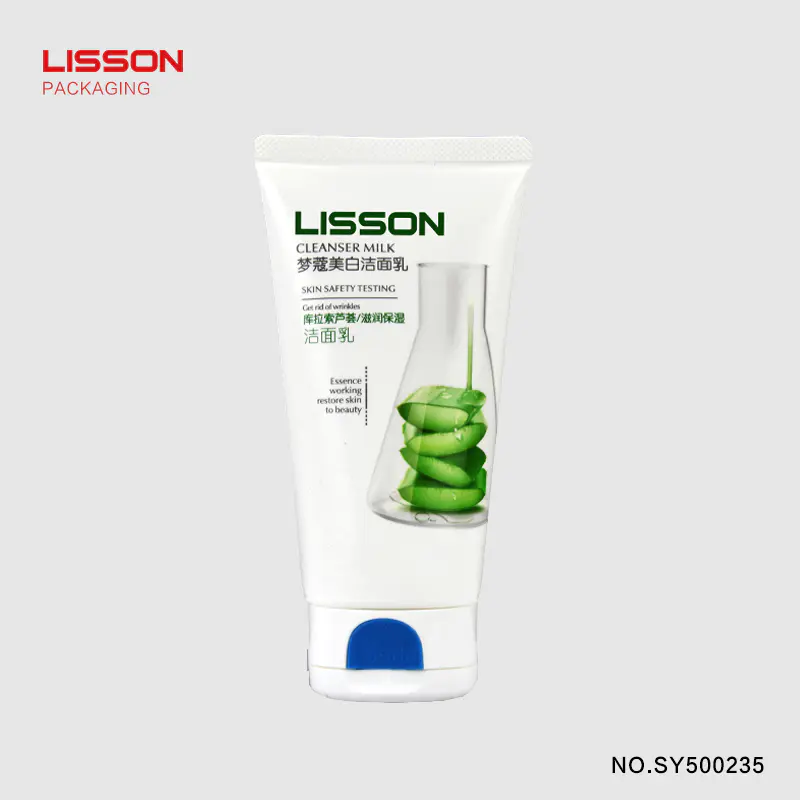 LISSON
PACKAGING
LISSON
CLEANSER MILK
梦蔻美白洁面乳
SKIN SAFETY TESTING
Get rid of wrinkles
库拉索芦荟/滋润保湿
洁面乳
Essence
working
restore skin
to beauty
NO.SY500235